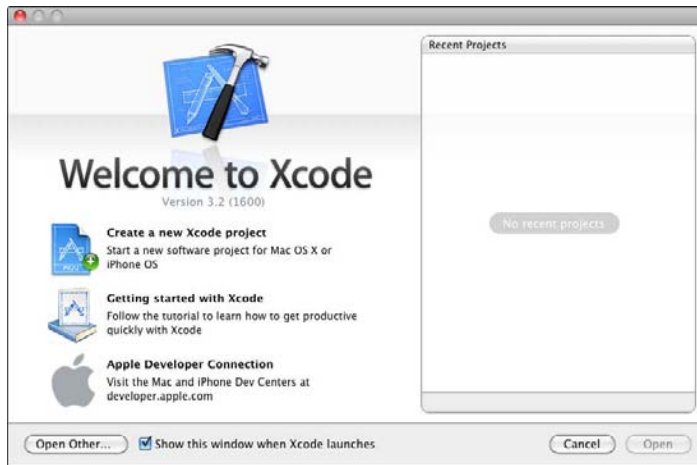 Recent Projects
Welcome to Xcode
Version 3.2 (1600)
No recent projects
Create a new Xcode project
Start a new software project for Mac OS X or
iPhone OS
Getting started with Xcode
Follow the tutorial to learn how to get productive
quickly with Xcode
Apple Developer Connection
Visit the Mac and iPhone Dev Centers at
developer.apple.com
Open Other...
Show this window when Xcode launches
Cancel
Open